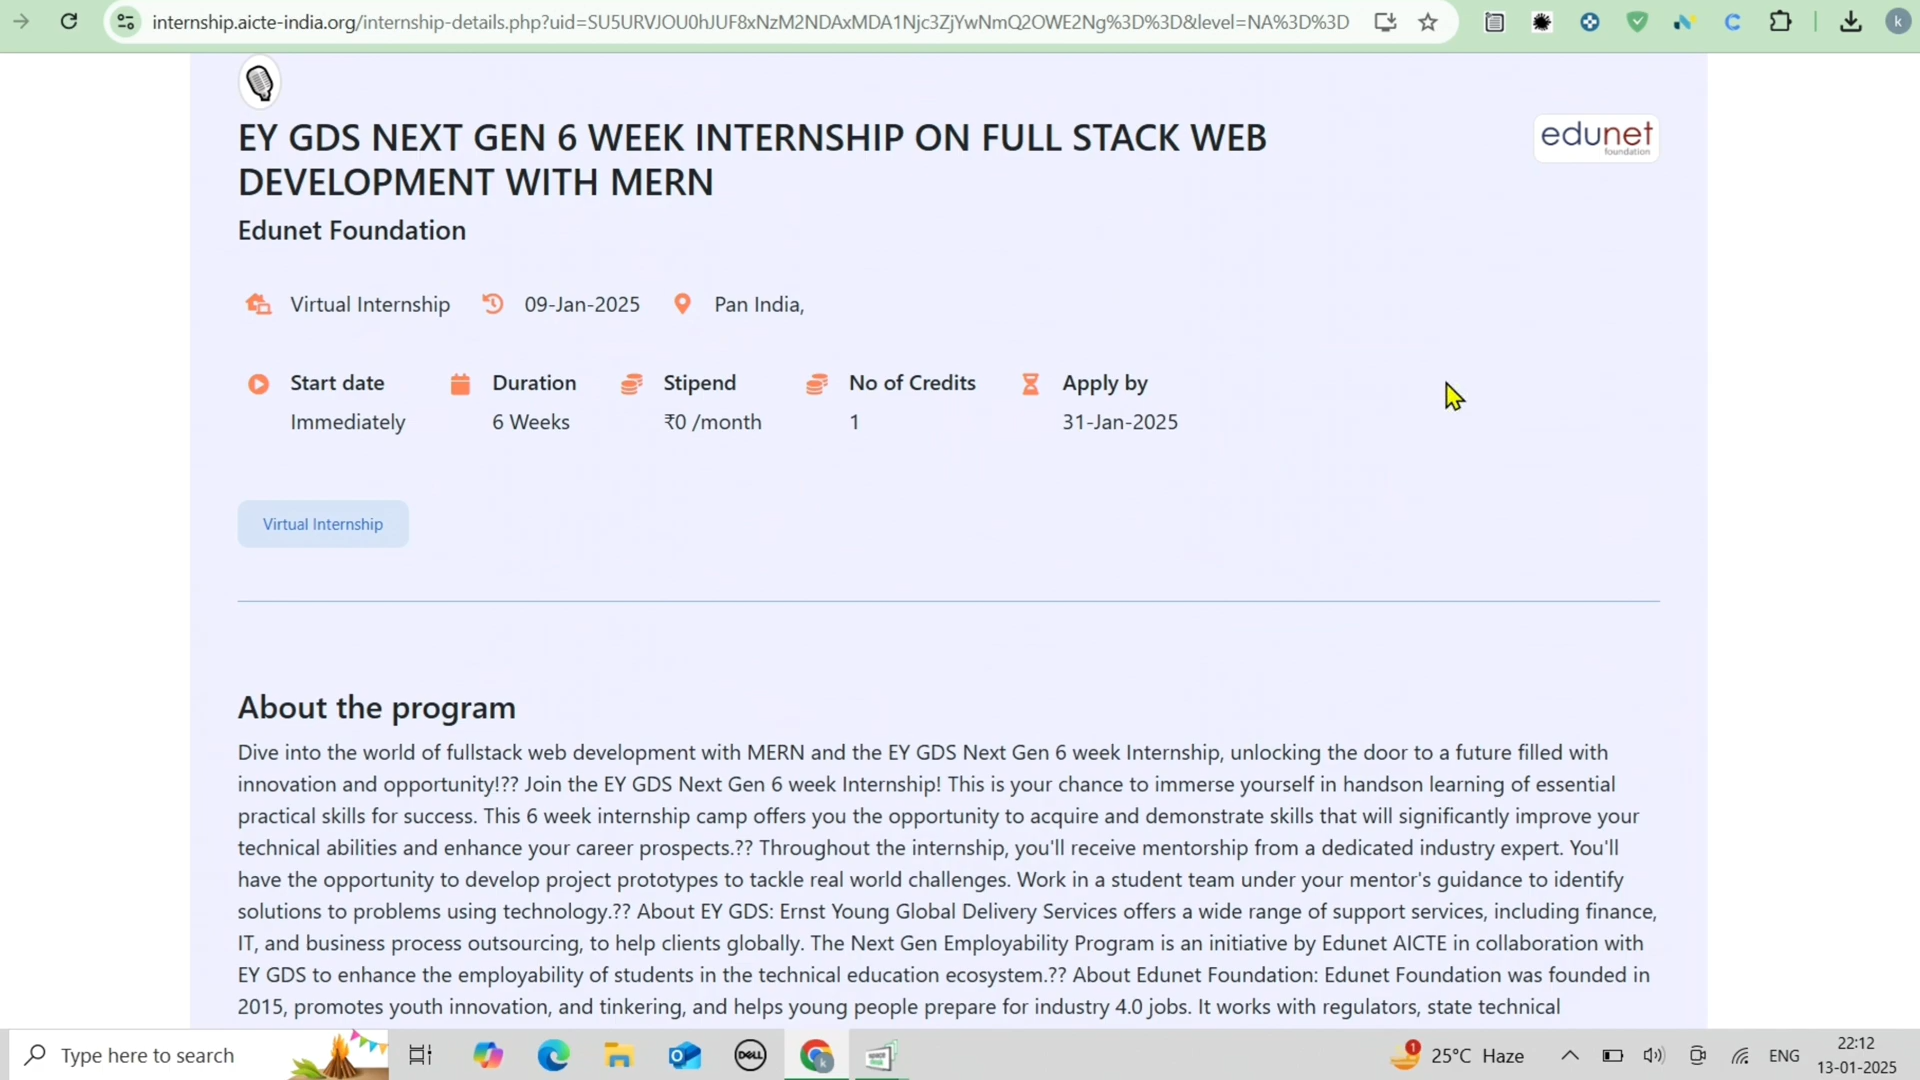 internship.aicte-india.org/internship-details.php?uid=SU5URVJOU0hJUF8xNzM2NDAxMDA1Njc3ZjYwNmQ2OWE2Ng%3D%3D&level=NA%3D%3D
k
EY GDS NEXT GEN 6 WEEK INTERNSHIP ON FULL STACK WEB
DEVELOPMENT WITH MERN
edunet
foundation
Edunet Foundation
Virtual Internship 09-Jan-2025 Pan India,
Start date Duration Stipend No of Credits Apply by
Immediately 6 Weeks ₹0 /month 1 31-Jan-2025
Virtual Internship
About the program
Dive into the world of fullstack web development with MERN and the EY GDS Next Gen 6 week Internship, unlocking the door to a future filled with
innovation and opportunity!?? Join the EY GDS Next Gen 6 week Internship! This is your chance to immerse yourself in handson learning of essential
practical skills for success. This 6 week internship camp offers you the opportunity to acquire and demonstrate skills that will significantly improve your
technical abilities and enhance your career prospects.?? Throughout the internship, you'll receive mentorship from a dedicated industry expert. You'll
have the opportunity to develop project prototypes to tackle real world challenges. Work in a student team under your mentor's guidance to identify
solutions to problems using technology.?? About EY GDS: Ernst Young Global Delivery Services offers a wide range of support services, including finance,
IT, and business process outsourcing, to help clients globally. The Next Gen Employability Program is an initiative by Edunet AICTE in collaboration with
EY GDS to enhance the employability of students in the technical education ecosystem.?? About Edunet Foundation: Edunet Foundation was founded in
2015, promotes youth innovation, and tinkering, and helps young people prepare for industry 4.0 jobs. It works with regulators, state technical
Type here to search
DELL
1
25°C Haze
ENG
22:12
13-01-2025